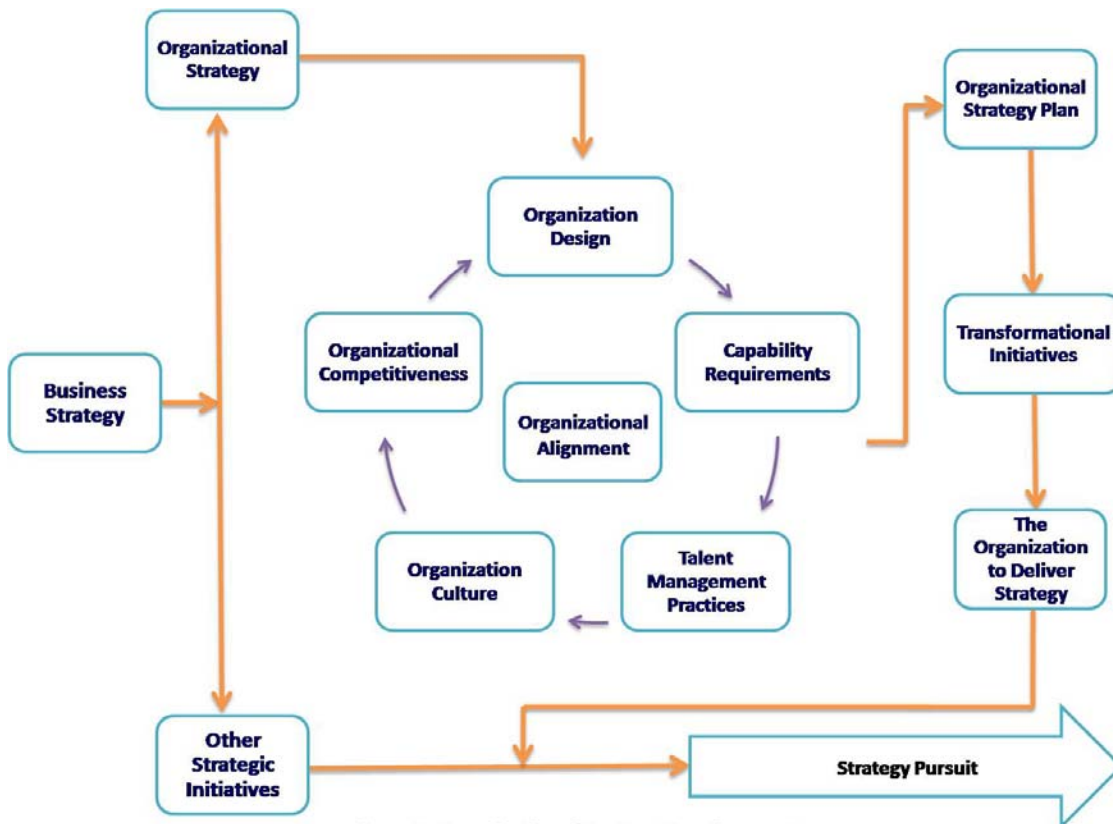 Organizational
Strategy
Organizational
Strategy Plan
Organization
Design
Organizational
Competitiveness
Capability
Requirements
Transformational
Initiatives
Business
Strategy
Organizational
Alignment
Organization
Culture
Talent
Management
Practices
The
Organization
to Deliver
Strategy
Other
Strategic
Initiatives
Strategy Pursuit